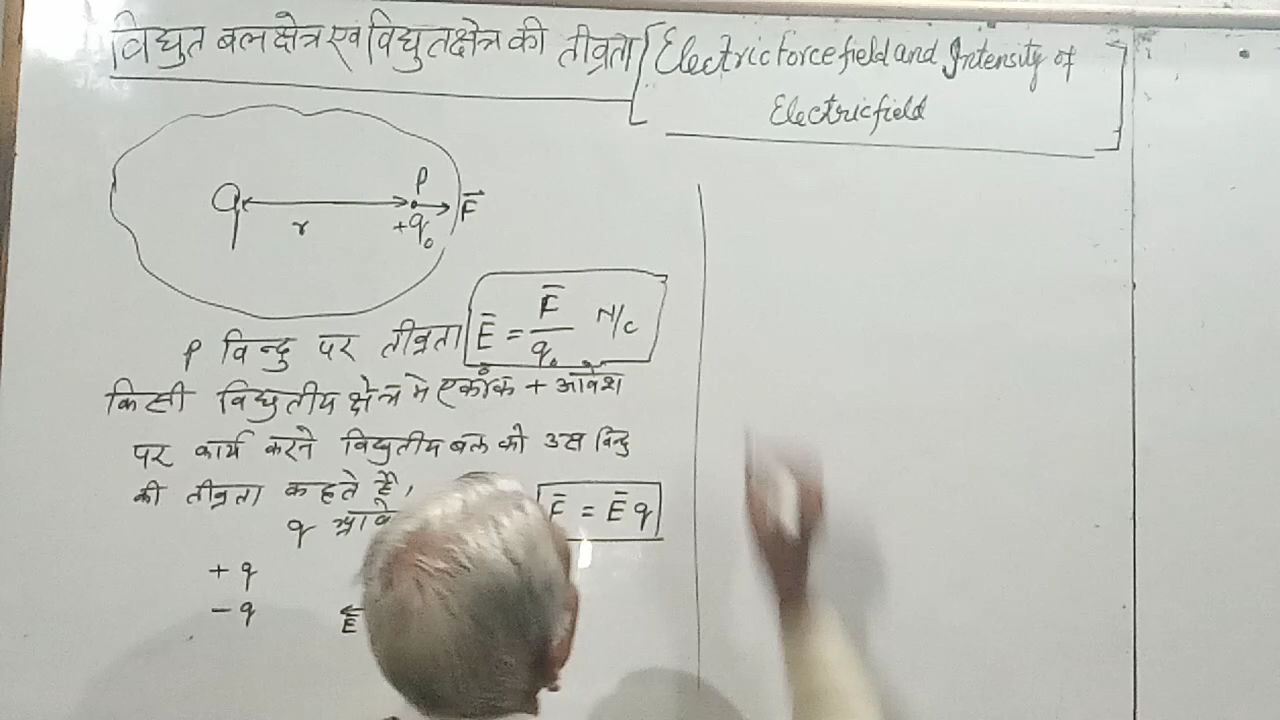 विद्युत बल क्षेत्र एवं विद्युत क्षेत्र की तीव्रता [Electric Force field and Intensity of
Electric field]
q r P +q₀ F⃗
P बिन्दु पर तीव्रता Ē = F̄/q₀ N/C
किसी विद्युतीय क्षेत्र में एकांक + आवेश
पर कार्य करने विद्युतीय बल को उस बिन्दु
की तीव्रता कहते हैं,
q F̄ = Ē q
+ q
- q E